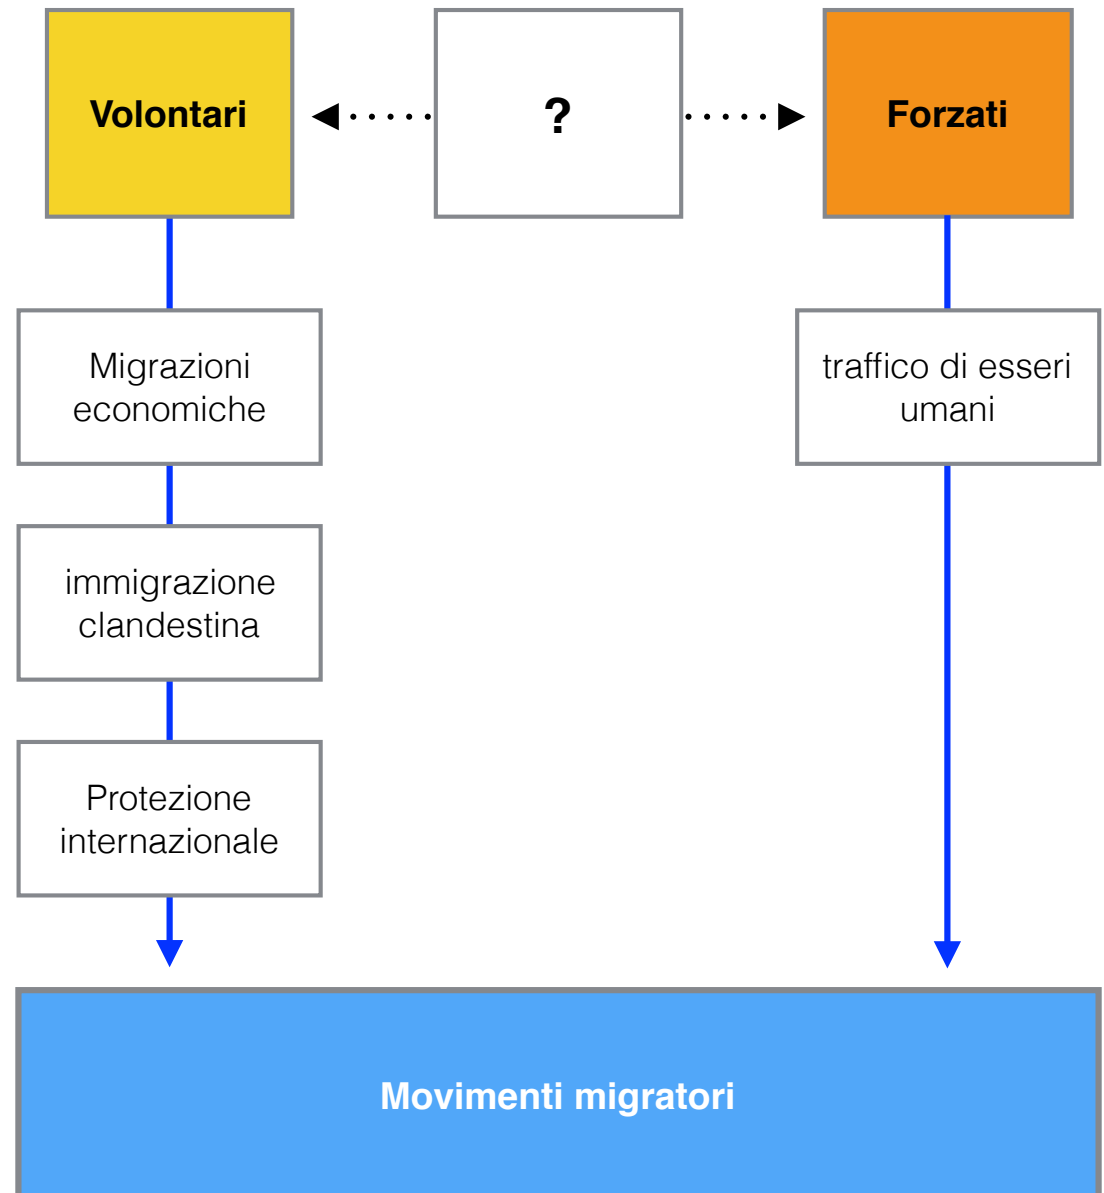 Volontari
?
Forzati
Migrazioni
economiche
traffico di esseri
umani
immigrazione
clandestina
Protezione
internazionale
Movimenti migratori